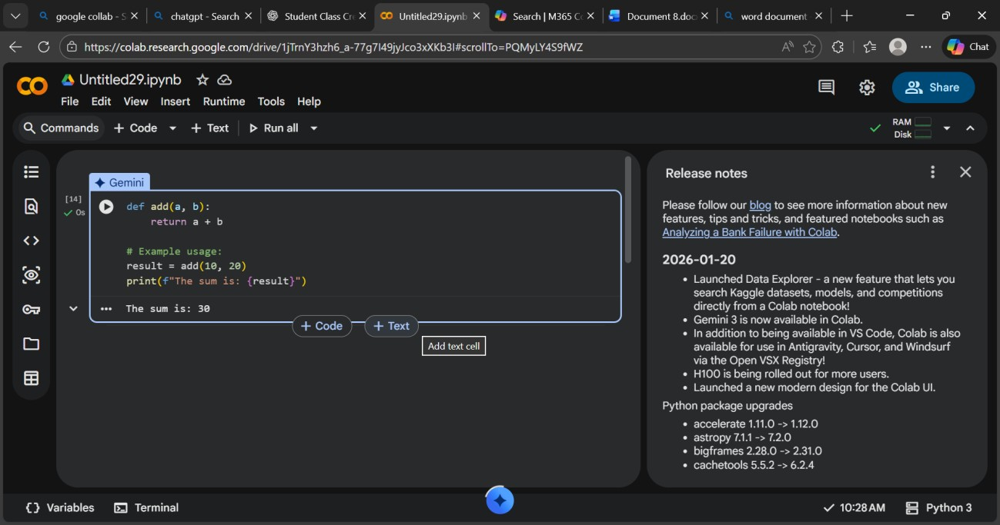 google collab - S
chatgpt - Search
Student Class Cre
Untitled29.ipynb
Search | M365 Co
Document 8.doc
word document
https://colab.research.google.com/drive/1jTrnY3hzh6_a-77g7I49jyJco3xXKb3I#scrollTo=PQMyLY4S9fWZ
Chat
Untitled29.ipynb
File Edit View Insert Runtime Tools Help
Share
Commands + Code + Text Run all
RAM
Disk
Gemini
[14]
0s
def add(a, b):
    return a + b
# Example usage:
result = add(10, 20)
print(f"The sum is: {result}")
The sum is: 30
+ Code + Text
Add text cell
Release notes
Please follow our blog to see more information about new
features, tips and tricks, and featured notebooks such as
Analyzing a Bank Failure with Colab.
2026-01-20
• Launched Data Explorer - a new feature that lets you
search Kaggle datasets, models, and competitions
directly from a Colab notebook!
• Gemini 3 is now available in Colab.
• In addition to being available in VS Code, Colab is also
available for use in Antigravity, Cursor, and Windsurf
via the Open VSX Registry!
• H100 is being rolled out for more users.
• Launched a new modern design for the Colab UI.
Python package upgrades
• accelerate 1.11.0 -> 1.12.0
• astropy 7.1.1 -> 7.2.0
• bigframes 2.28.0 -> 2.31.0
• cachetools 5.5.2 -> 6.2.4
Variables Terminal
10:28 AM Python 3